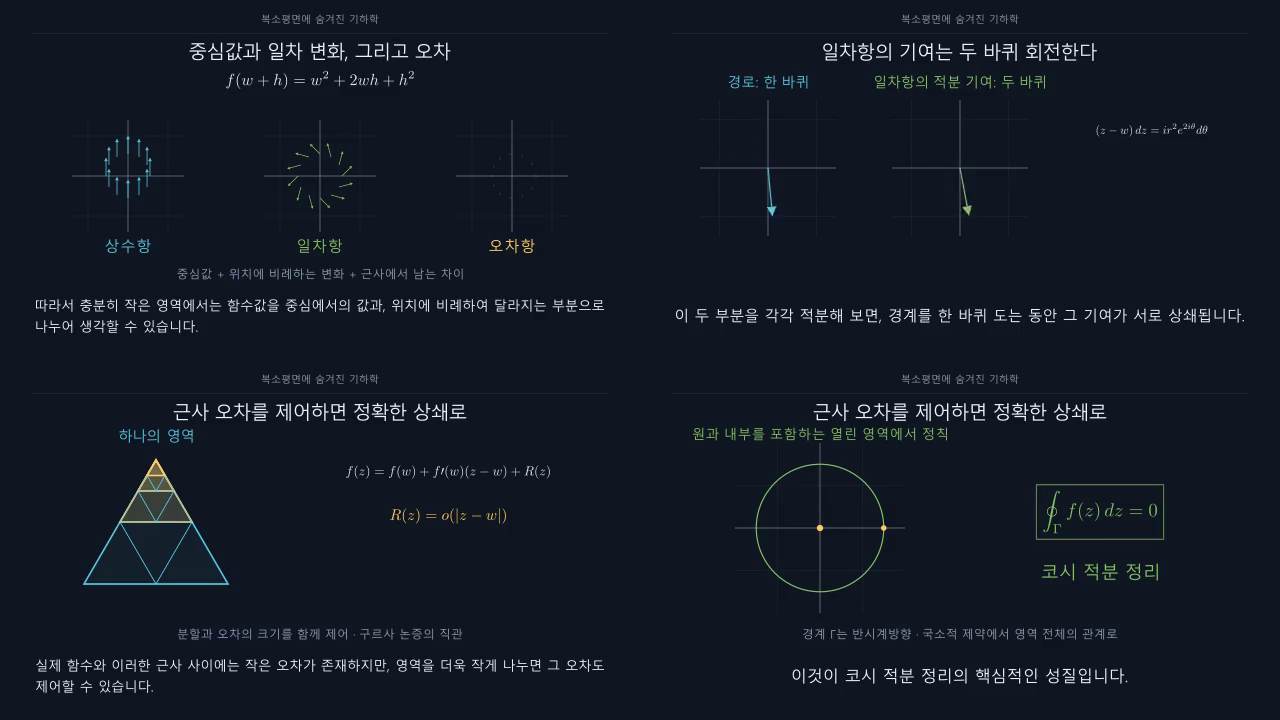 복소평면에 숨겨진 기하학
중심값과 일차 변화, 그리고 오차
f(w + h) = w² + 2wh + h²
상수항
일차항
오차항
중심값 + 위치에 비례하는 변화 + 근사에서 남는 차이
따라서 충분히 작은 영역에서는 함수값을 중심에서의 값과, 위치에 비례하여 달라지는 부분으로
나누어 생각할 수 있습니다.
복소평면에 숨겨진 기하학
일차항의 기여는 두 바퀴 회전한다
경로: 한 바퀴
일차항의 적분 기여: 두 바퀴
(z − w) dz = ir²e²ⁱᶿdθ
이 두 부분을 각각 적분해 보면, 경계를 한 바퀴 도는 동안 그 기여가 서로 상쇄됩니다.
복소평면에 숨겨진 기하학
근사 오차를 제어하면 정확한 상쇄로
하나의 영역
f(z) = f(w) + f′(w)(z − w) + R(z)
R(z) = o(|z − w|)
분할과 오차의 크기를 함께 제어 · 구르사 논증의 직관
실제 함수와 이러한 근사 사이에는 작은 오차가 존재하지만, 영역을 더욱 작게 나누면 그 오차도
제어할 수 있습니다.
복소평면에 숨겨진 기하학
근사 오차를 제어하면 정확한 상쇄로
원과 내부를 포함하는 열린 영역에서 정칙
∮Γ f(z) dz = 0
코시 적분 정리
경계 Γ는 반시계방향 · 국소적 제약에서 영역 전체의 관계로
이것이 코시 적분 정리의 핵심적인 성질입니다.